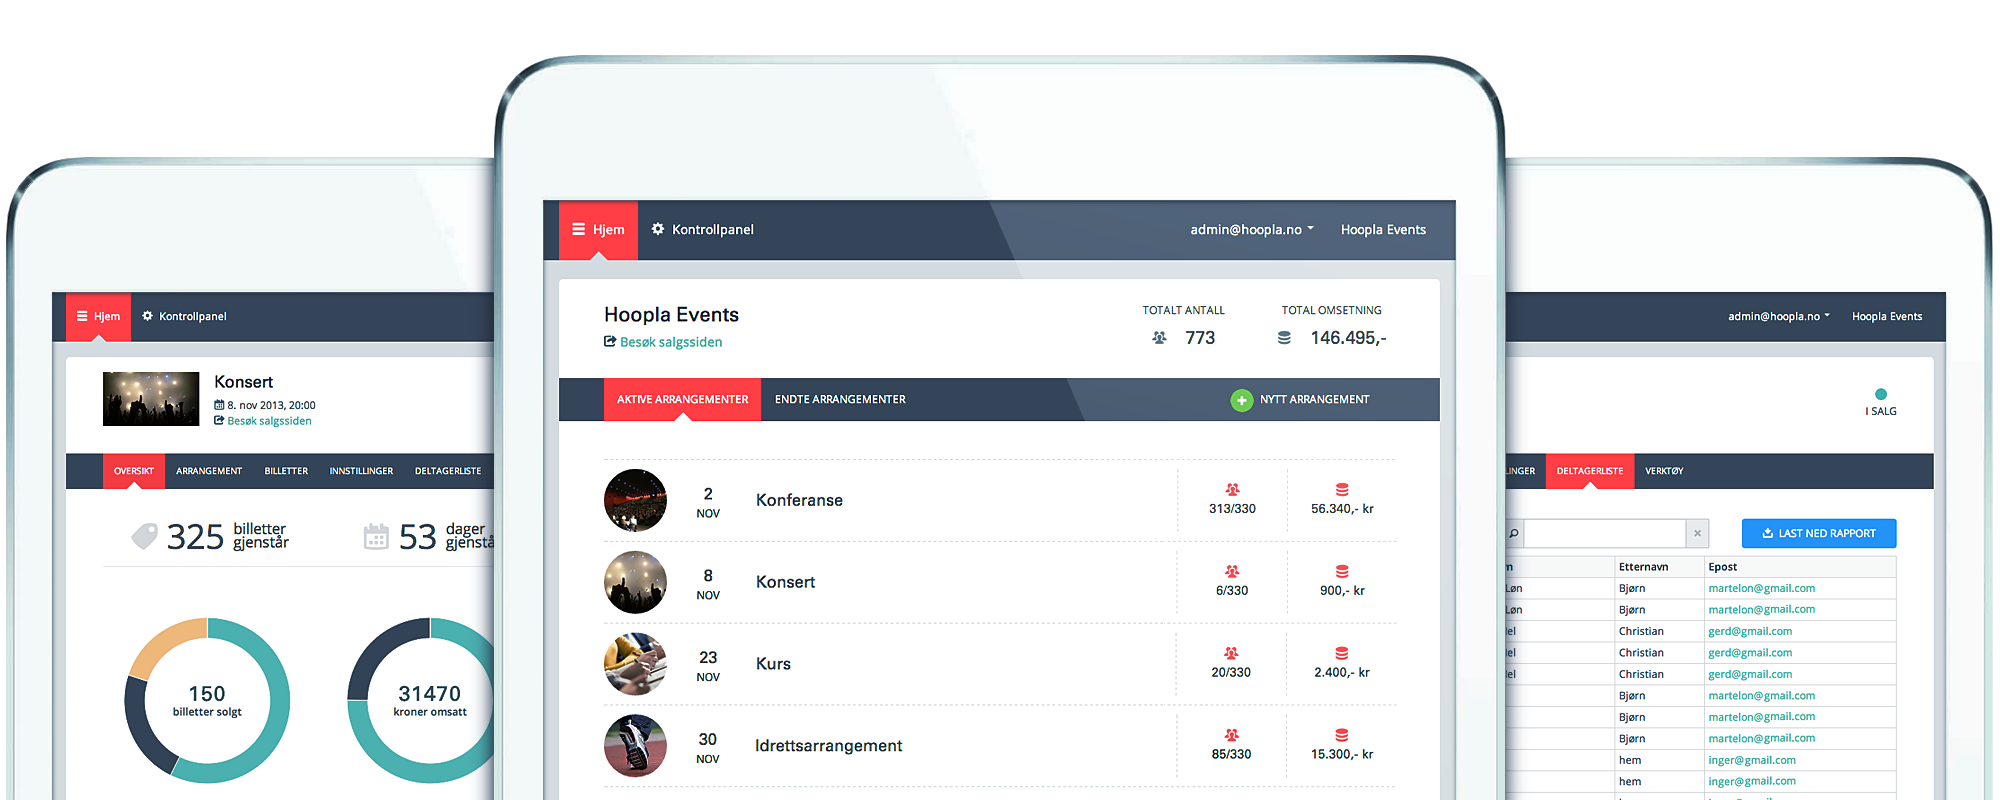 Hjem
Kontrollpanel
Konsert
8. nov 2013, 20:00
Besøk salgssiden
OVERSIKT
ARRANGEMENT
BILLETTER
INNSTILLINGER
DELTAGERLISTE
325 billetter gjenstår
53 dager
150
billetter solgt
31470
kroner omsatt
Hjem
Kontrollpanel
admin@hoopla.no
Hoopla Events
Hoopla Events
Besøk salgssiden
TOTALT ANTALL
773
TOTAL OMSETNING
146.495,-
AKTIVE ARRANGEMENTER
ENDTE ARRANGEMENTER
NYTT ARRANGEMENT
2
NOV
Konferanse
313/330
56.340,- kr
8
NOV
Konsert
6/330
900,- kr
23
NOV
Kurs
20/330
2.400,- kr
30
NOV
Idrettsarrangement
85/330
15.300,- kr
admin@hoopla.no
Hoopla Events
I SALG
DELTAGERLISTE
VERKTØY
LAST NED RAPPORT
Etternavn
Epost
Bjørn
martelon@gmail.com
Bjørn
martelon@gmail.com
Christian
gerd@gmail.com
Christian
gerd@gmail.com
Christian
gerd@gmail.com
Bjørn
martelon@gmail.com
Bjørn
martelon@gmail.com
Bjørn
martelon@gmail.com
hem
inger@gmail.com
hem
inger@gmail.com